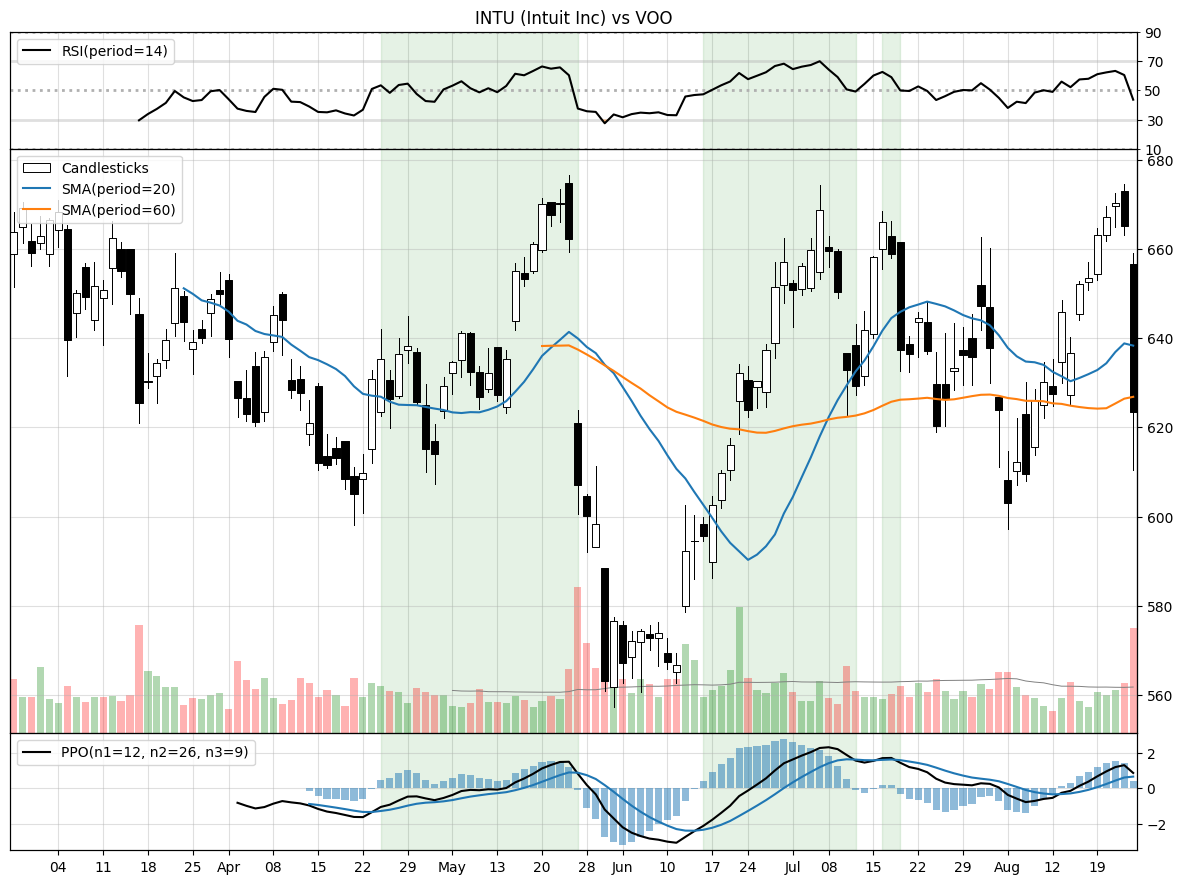 INTU (Intuit Inc) vs VOO
RSI(period=14)
90
70
50
30
10
Candlesticks
SMA(period=20)
SMA(period=60)
680
660
640
620
600
580
560
PPO(n1=12, n2=26, n3=9)
2
0
−2
04 11 18 25 Apr 08 15 22 29 May 13 20 28 Jun 10 17 24 Jul 08 15 22 29 Aug 12 19